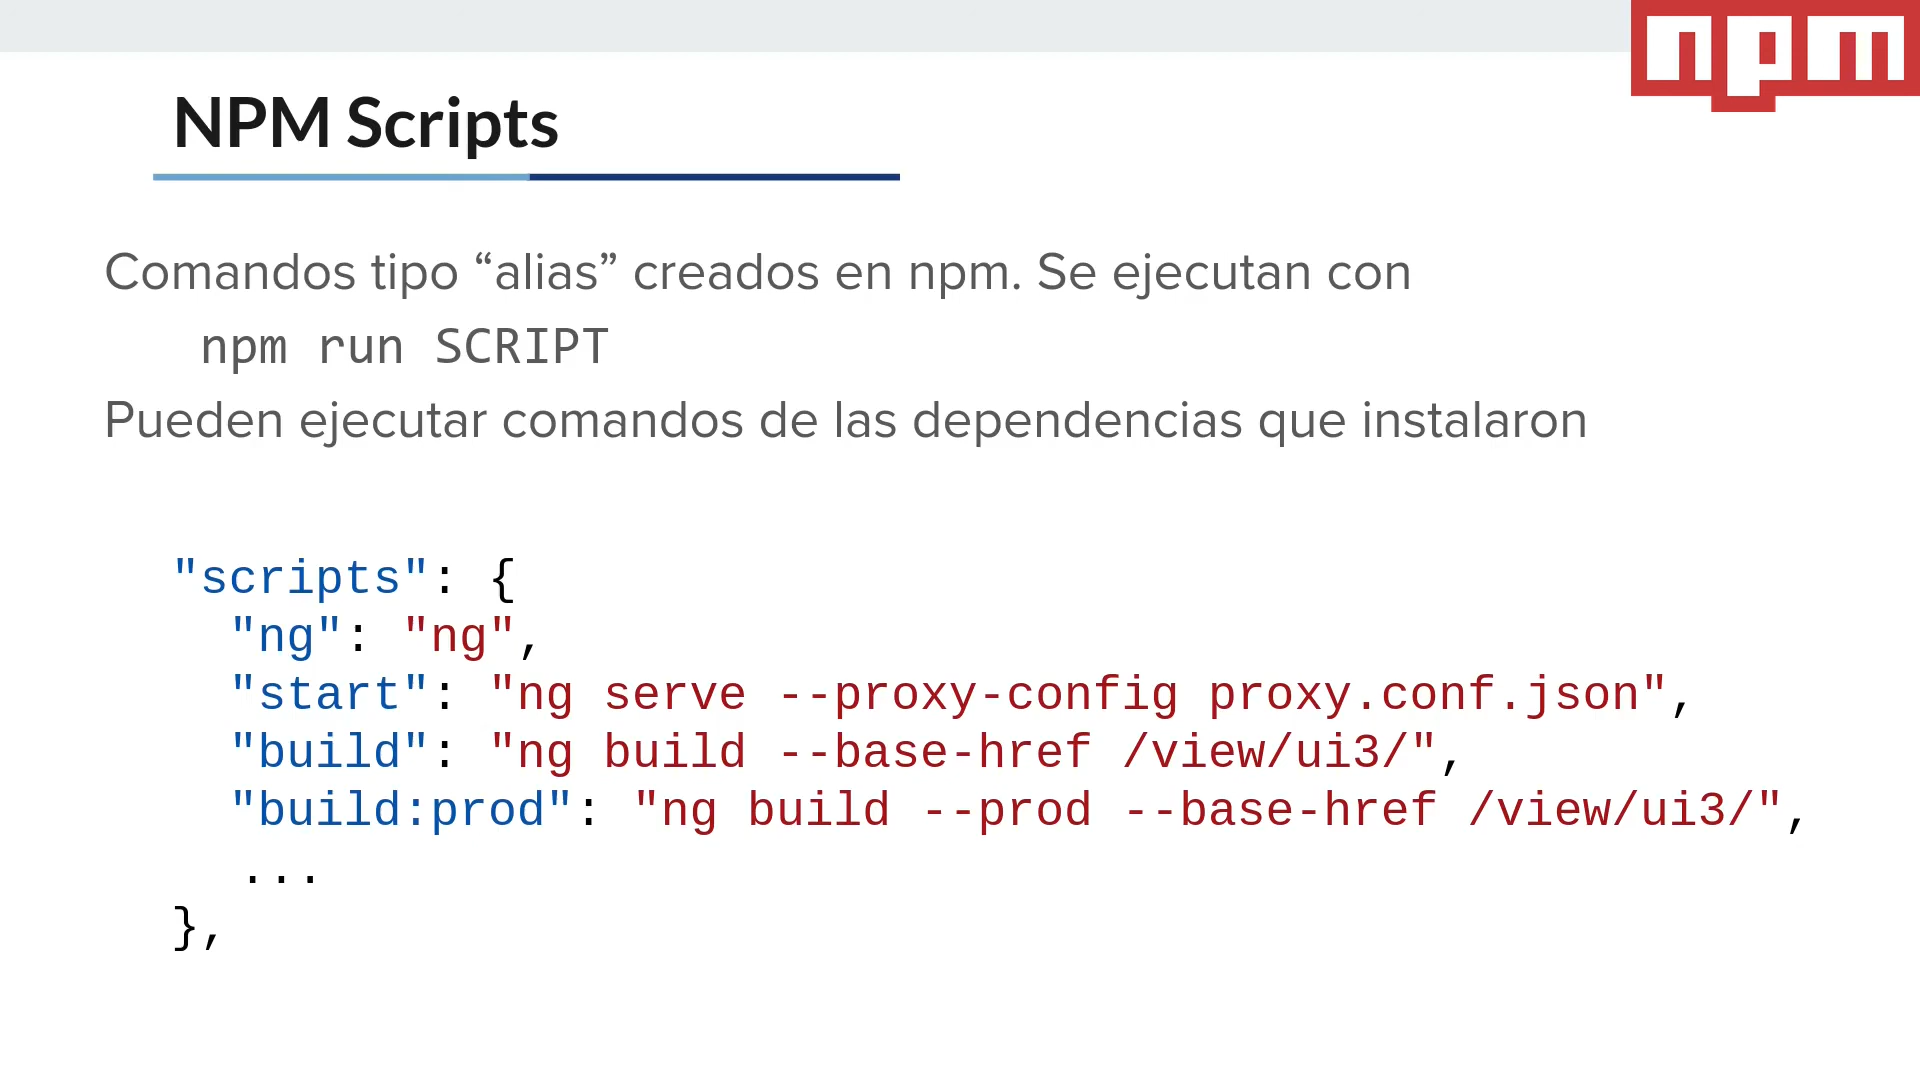 npm
NPM Scripts
Comandos tipo “alias” creados en npm. Se ejecutan con
npm run SCRIPT
Pueden ejecutar comandos de las dependencias que instalaron
"scripts": {
"ng": "ng",
"start": "ng serve --proxy-config proxy.conf.json",
"build": "ng build --base-href /view/ui3/",
"build:prod": "ng build --prod --base-href /view/ui3/",
...
},